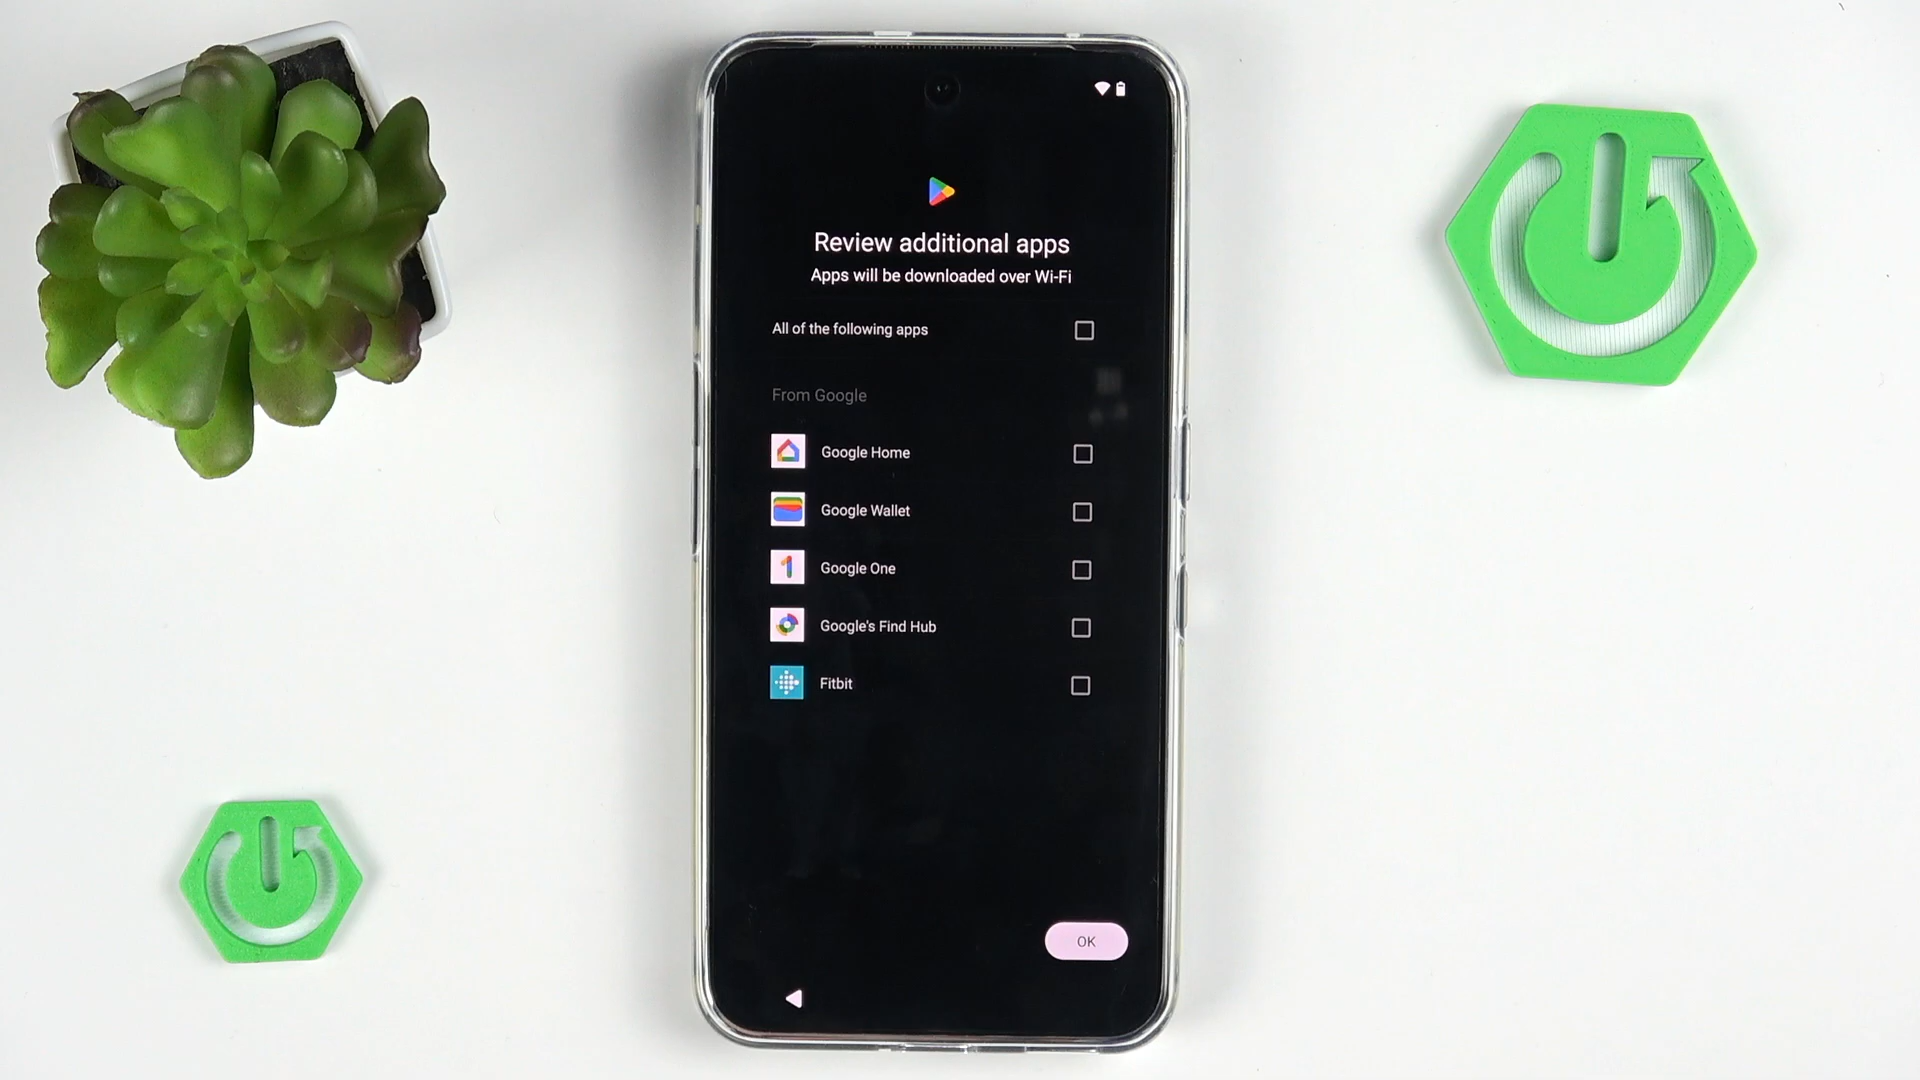 Review additional apps
Apps will be downloaded over Wi-Fi
All of the following apps
From Google
Google Home
Google Wallet
Google One
Google's Find Hub
Fitbit
OK